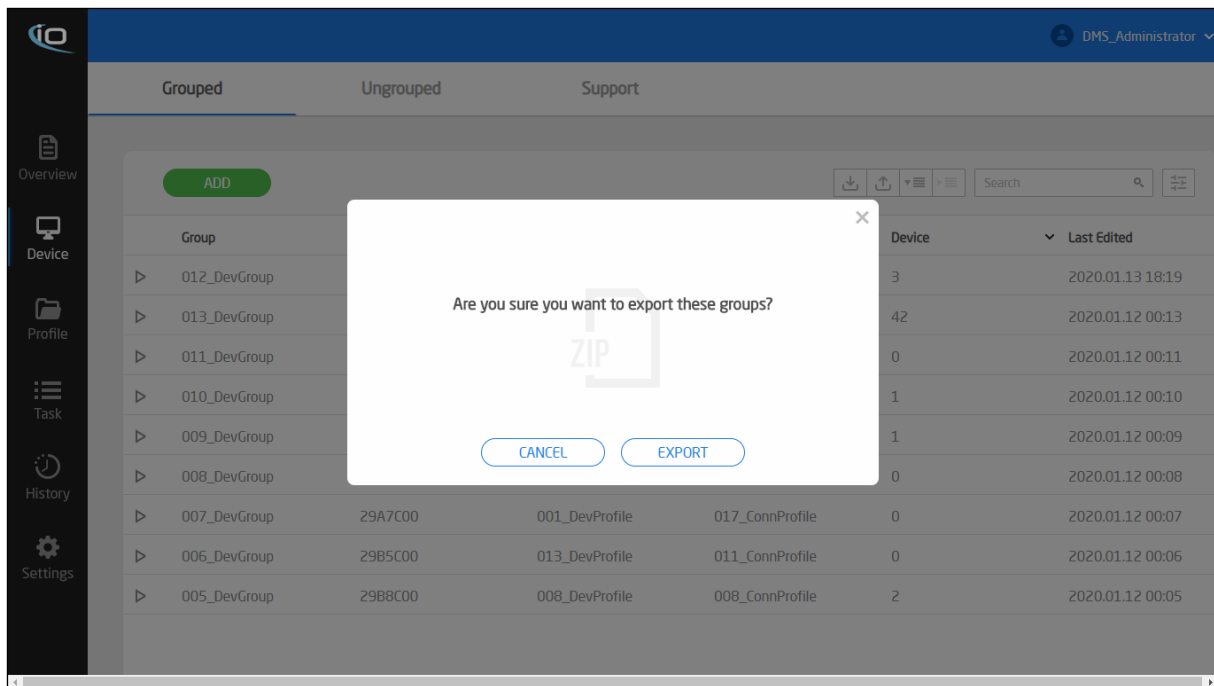 iO
DMS_Administrator
Grouped Ungrouped Support
Overview
ADD
Search
Device
Group Device Last Edited
012_DevGroup 3 2020.01.13 18:19
Are you sure you want to export these groups?
Profile
013_DevGroup 42 2020.01.12 00:13
ZIP
011_DevGroup 0 2020.01.12 00:11
010_DevGroup 1 2020.01.12 00:10
Task
009_DevGroup 1 2020.01.12 00:09
CANCEL EXPORT
008_DevGroup 0 2020.01.12 00:08
History
007_DevGroup 29A7C00 001_DevProfile 017_ConnProfile 0 2020.01.12 00:07
006_DevGroup 29B5C00 013_DevProfile 011_ConnProfile 0 2020.01.12 00:06
Settings
005_DevGroup 29B8C00 008_DevProfile 008_ConnProfile 2 2020.01.12 00:05